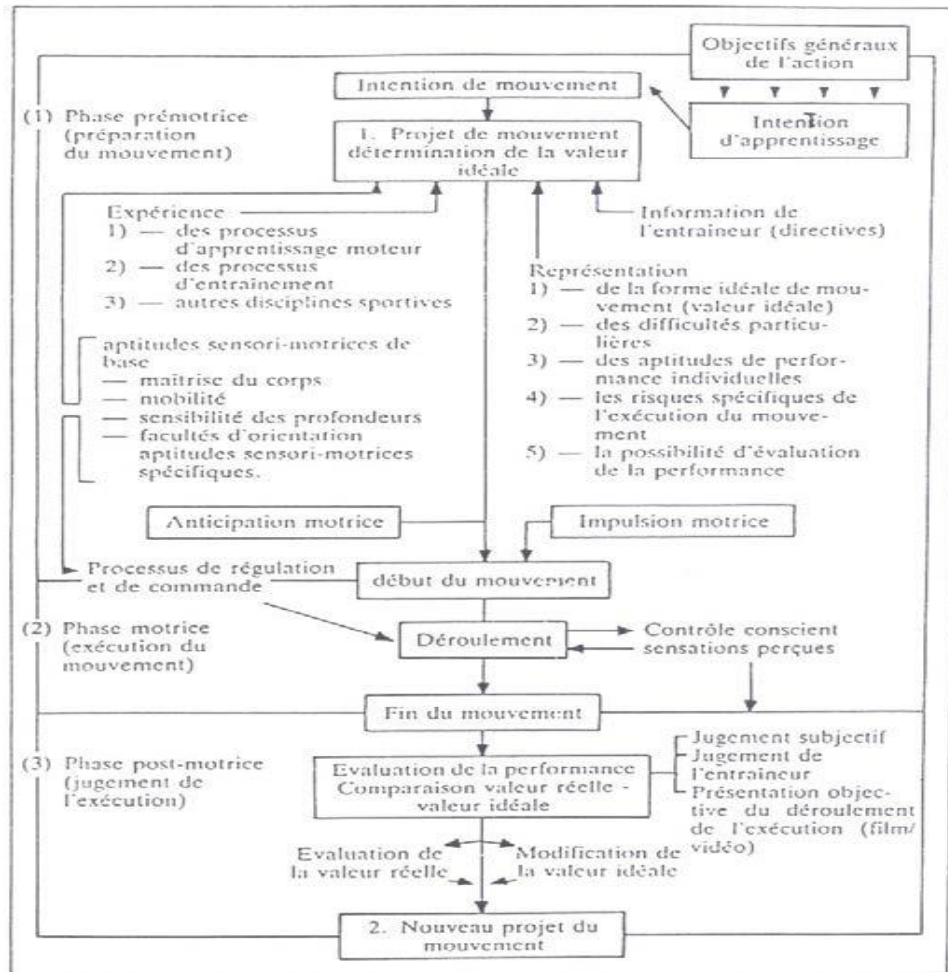 Objectifs généraux
de l'action
Intention de mouvement
(1) Phase prémotrice
(préparation
du mouvement)
Intention
d'apprentissage
1. Projet de mouvement
détermination de la valeur
idéale
Expérience
1) — des processus
d'apprentissage moteur
2) — des processus
d'entraînement
3) — autres disciplines sportives
Information de
l'entraineur (directives)
Représentation
1) — de la forme idéale de mou-
vement (valeur idéale)
2) — des difficultés particu-
lières
3) — des aptitudes de perfor-
mance individuelles
4) — les risques spécifiques de
l'exécution du mouve-
ment
5) — la possibilité d'évaluation
de la performance
aptitudes sensori-motrices de
base
— maîtrise du corps
— mobilité
— sensibilité des profondeurs
— facultés d'orientation
aptitudes sensori-motrices
spécifiques.
Anticipation motrice
Impulsion motrice
Processus de régulation
et de commande
début du mouvement
(2) Phase motrice
(exécution du
mouvement)
Déroulement
Contrôle conscient
sensations perçues
Fin du mouvement
(3) Phase post-motrice
(jugement de
l'exécution)
Evaluation de la performance
Comparaison valeur réelle -
valeur idéale
Jugement subjectif
Jugement de
l'entraîneur
Présentation objec-
tive du déroulement
de l'exécution (film/
vidéo)
Evaluation de
la valeur réelle
Modification de
la valeur idéale
2. Nouveau projet du
mouvement